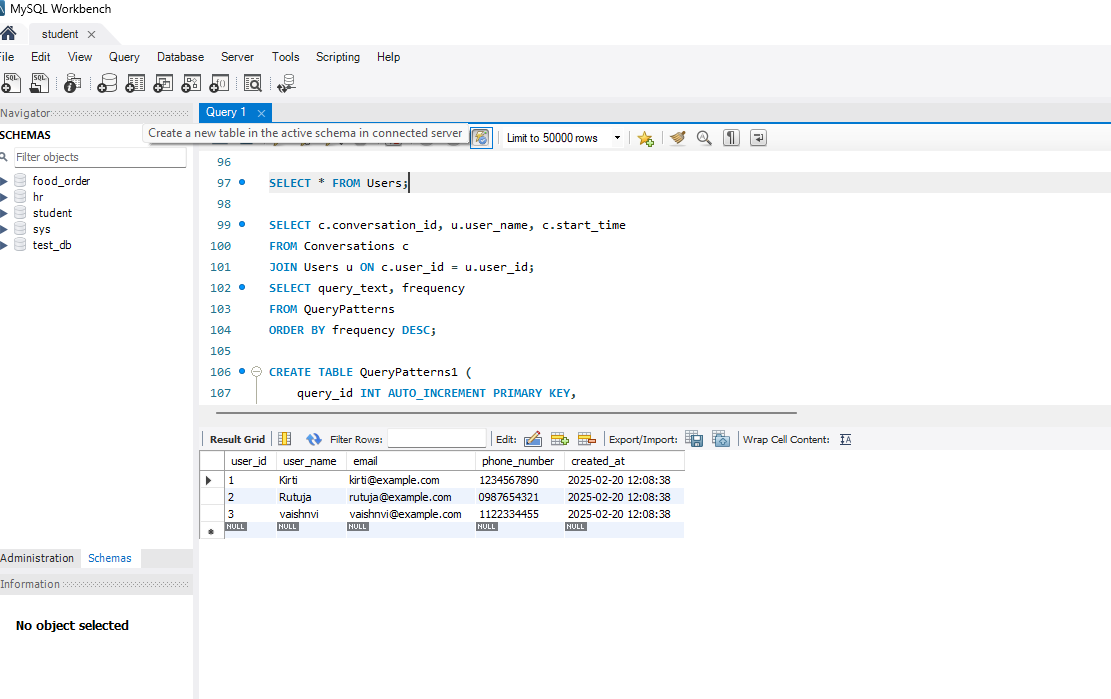 MySQL Workbench
student
File Edit View Query Database Server Tools Scripting Help
Navigator
Query 1
SCHEMAS
Create a new table in the active schema in connected server
Limit to 50000 rows
Filter objects
food_order
hr
student
sys
test_db
96
97 SELECT * FROM Users;
98
99 SELECT c.conversation_id, u.user_name, c.start_time
100 FROM Conversations c
101 JOIN Users u ON c.user_id = u.user_id;
102 SELECT query_text, frequency
103 FROM QueryPatterns
104 ORDER BY frequency DESC;
105
106 CREATE TABLE QueryPatterns1 (
107 query_id INT AUTO_INCREMENT PRIMARY KEY,
Result Grid Filter Rows: Edit: Export/Import: Wrap Cell Content:
user_id user_name email phone_number created_at
1 Kirti kirti@example.com 1234567890 2025-02-20 12:08:38
2 Rutuja rutuja@example.com 0987654321 2025-02-20 12:08:38
3 vaishnvi vaishnvi@example.com 1122334455 2025-02-20 12:08:38
NULL NULL NULL NULL NULL
Administration Schemas
Information
No object selected